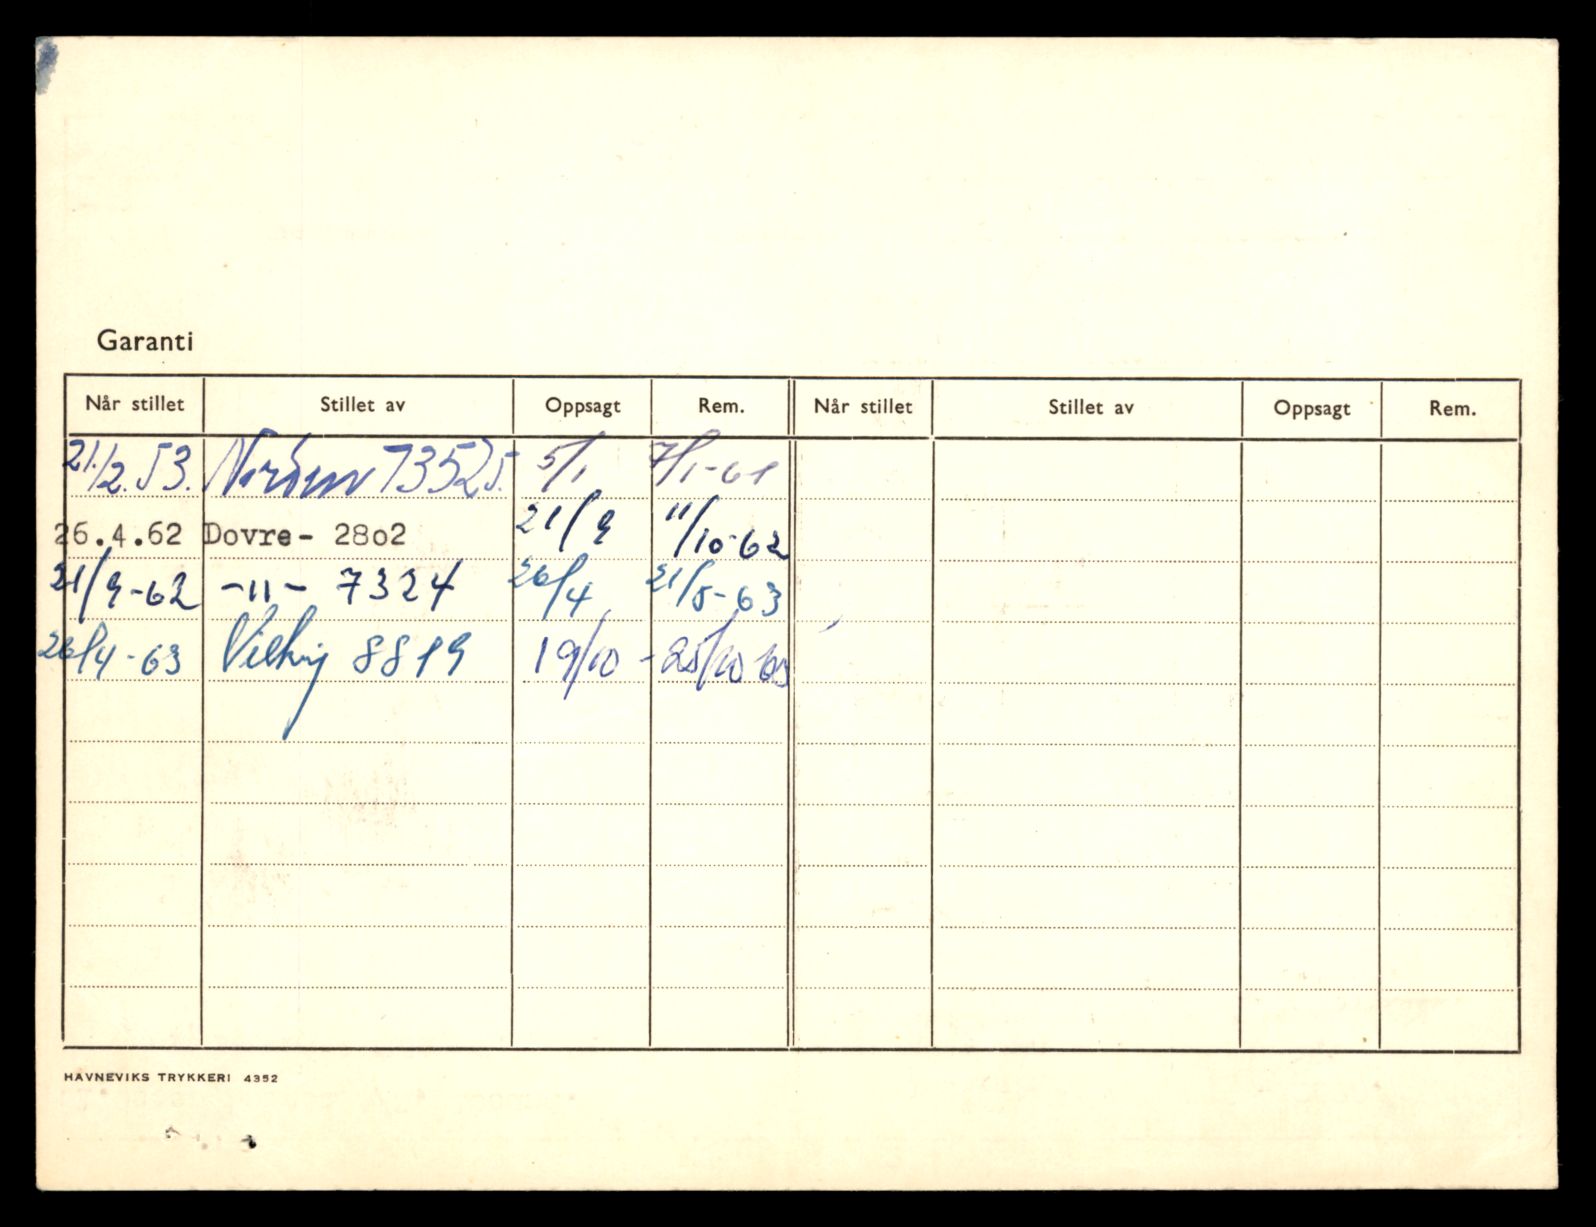 Garanti
Når stillet Stillet av Oppsagt Rem. Når stillet Stillet av Oppsagt Rem.
21/2.53. Norden 73525. 5/1 7/1-61
26.4.62 Dovre- 28o2 21/9 11/10-62
21/9-62 -11- 7324 26/4 21/5-63
26/4-63 8819 19/10 - 25/10-63
HAVNEVIKS TRYKKERI 4352